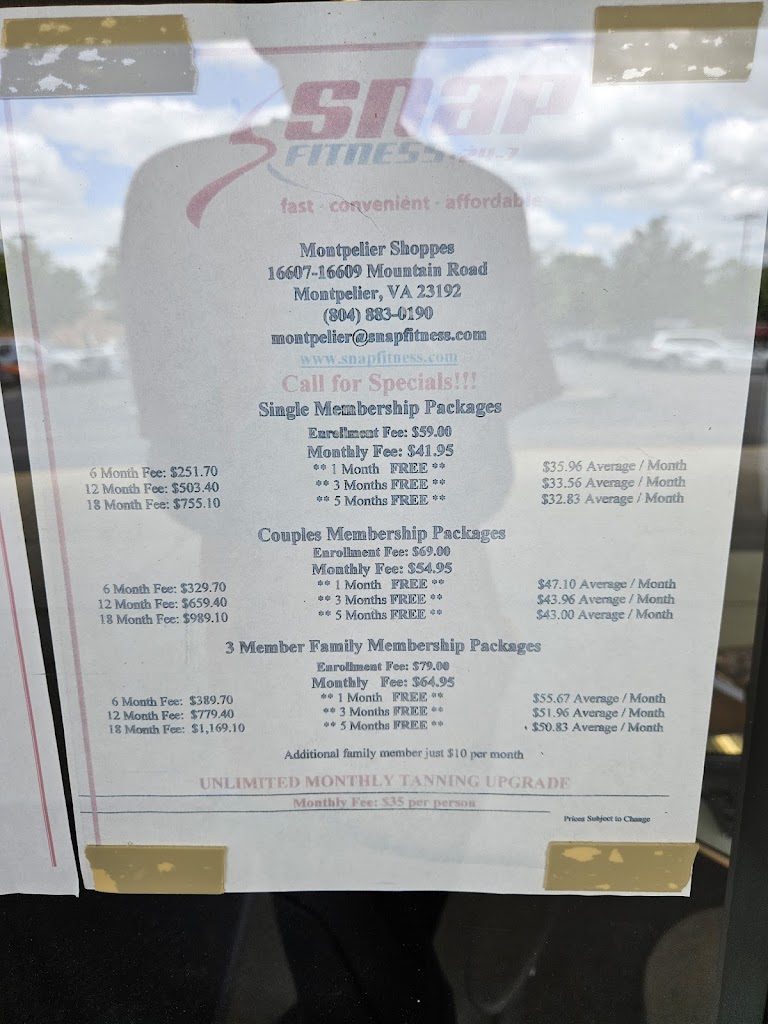 snap
FITNESS 24-7
fast · convenient · affordable
Montpelier Shoppes
16607-16609 Mountain Road
Montpelier, VA 23192
(804) 883-0190
montpelier@snapfitness.com
www.snapfitness.com
Call for Specials!!!
Single Membership Packages
Enrollment Fee: $59.00
Monthly Fee: $41.95
6 Month Fee: $251.70 ** 1 Month FREE ** $35.96 Average / Month
12 Month Fee: $503.40 ** 3 Months FREE ** $33.56 Average / Month
18 Month Fee: $755.10 ** 5 Months FREE ** $32.83 Average / Month
Couples Membership Packages
Enrollment Fee: $69.00
Monthly Fee: $54.95
6 Month Fee: $329.70 ** 1 Month FREE ** $47.10 Average / Month
12 Month Fee: $659.40 ** 3 Months FREE ** $43.96 Average / Month
18 Month Fee: $989.10 ** 5 Months FREE ** $43.00 Average / Month
3 Member Family Membership Packages
Enrollment Fee: $79.00
Monthly Fee: $64.95
6 Month Fee: $389.70 ** 1 Month FREE ** $55.67 Average / Month
12 Month Fee: $779.40 ** 3 Months FREE ** $51.96 Average / Month
18 Month Fee: $1,169.10 ** 5 Months FREE ** $50.83 Average / Month
Additional family member just $10 per month
UNLIMITED MONTHLY TANNING UPGRADE
Monthly Fee: $35 per person
Prices Subject to Change